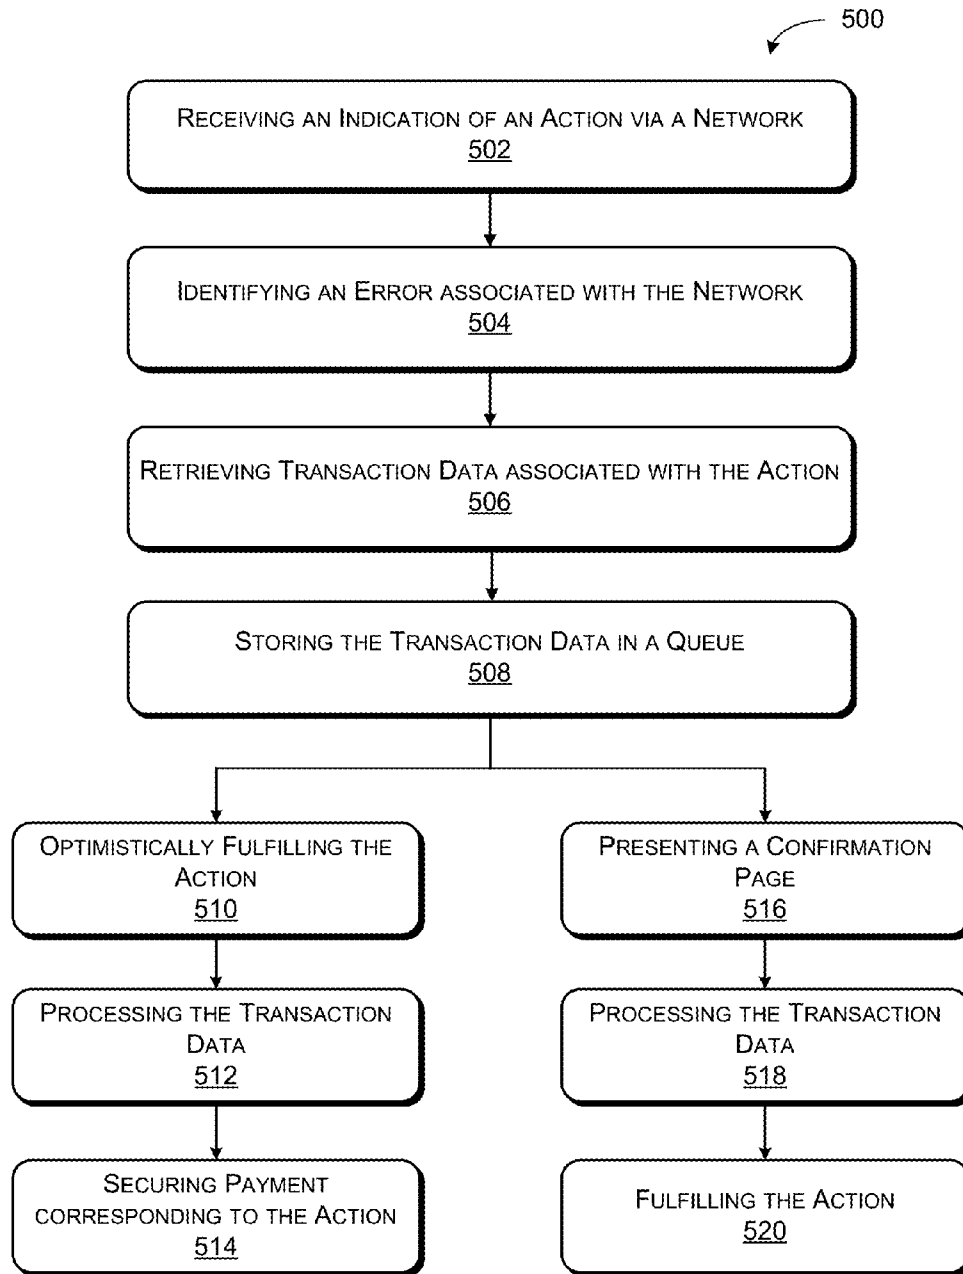 500
RECEIVING AN INDICATION OF AN ACTION VIA A NETWORK
502
IDENTIFYING AN ERROR ASSOCIATED WITH THE NETWORK
504
RETRIEVING TRANSACTION DATA ASSOCIATED WITH THE ACTION
506
STORING THE TRANSACTION DATA IN A QUEUE
508
OPTIMISTICALLY FULFILLING THE
ACTION
510
PROCESSING THE TRANSACTION
DATA
512
SECURING PAYMENT
CORRESPONDING TO THE ACTION
514
PRESENTING A CONFIRMATION
PAGE
516
PROCESSING THE TRANSACTION
DATA
518
FULFILLING THE ACTION
520